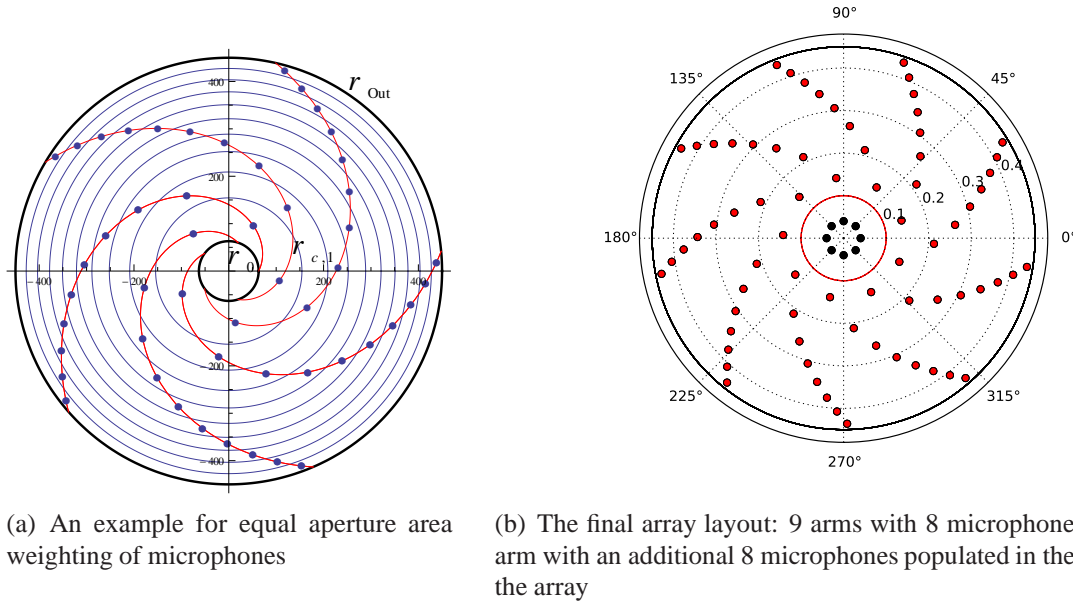 r Out
400
200
r c,1
r 0
−400
−200
200
400
−200
−400
(a) An example for equal aperture area
weighting of microphones
90°
135°
45°
0.4
0.3
0.2
0.1
180°
0°
225°
315°
270°
(b) The final array layout: 9 arms with 8 microphone
arm with an additional 8 microphones populated in the
the array